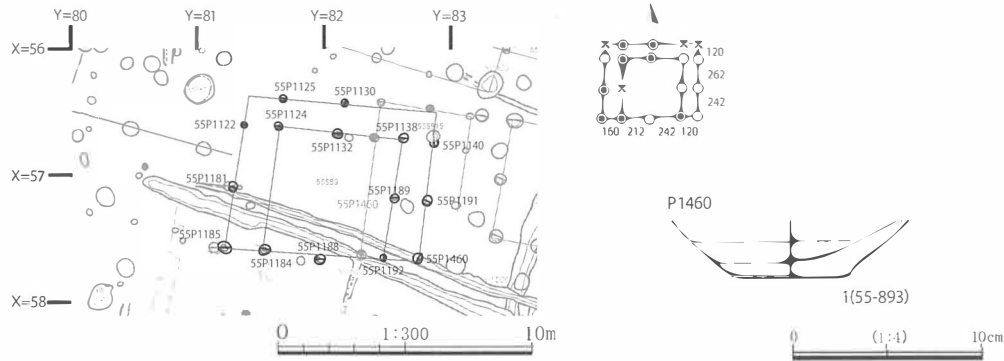 Y=80
Y=81
Y=82
Y=83
X=56
X=57
X=58
55P1125
55P1130
55P1124
55P1122
55P1132
55P1138
55P1140
55P1181
55P1189
55P1460
55P1191
55P1185
55P1184
55P1188
55P1192
55P1460
0
1:300
10m
120
262
242
160
212
242
120
P1460
1(55-893)
0
(1:4)
10cm